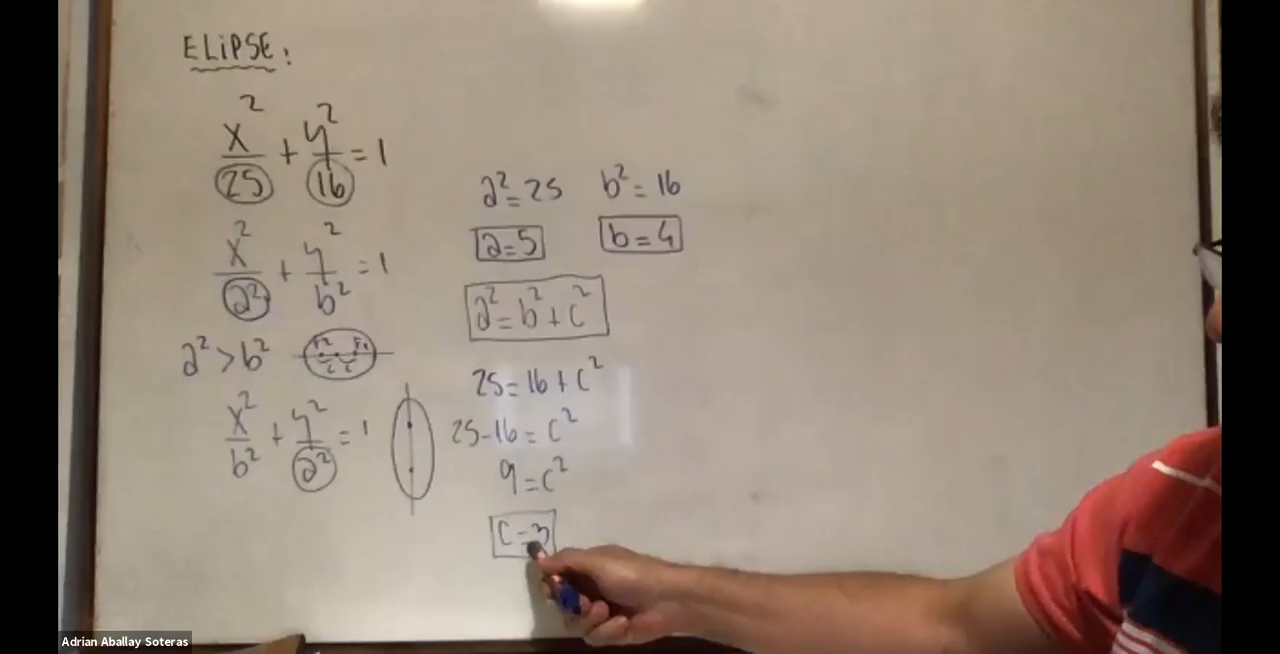 ELIPSE:
x²/25 + y²/16 = 1
x²/a² + y²/b² = 1
a² > b²
F2 F1
c c
x²/b² + y²/a² = 1
a² = 25 b² = 16
a = 5 b = 4
a² = b² + c²
25 = 16 + c²
25 - 16 = c²
9 = c²
c = 3
Adrian Aballay Soteras